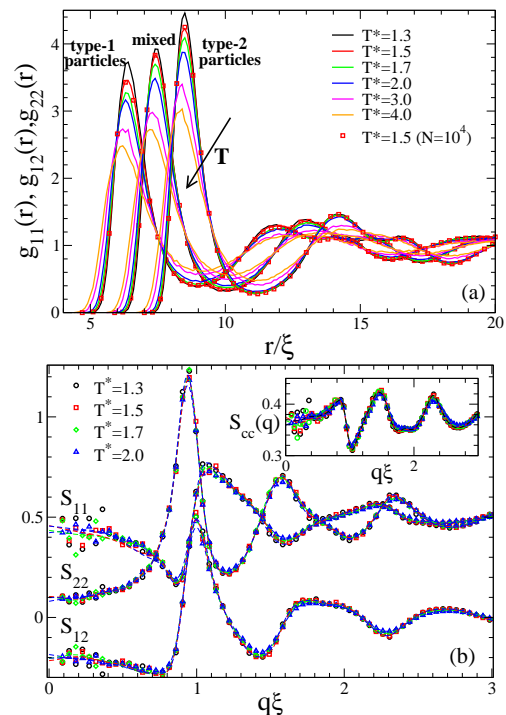 type-1
particles
mixed
type-2
particles
T*=1.3
T*=1.5
T*=1.7
T*=2.0
T*=3.0
T*=4.0
T*=1.5 (N=10⁴)
T
g₁₁(r), g₁₂(r), g₂₂(r)
4
3
2
1
0
5
10
15
20
r/ξ
(a)
T*=1.3
T*=1.5
T*=1.7
T*=2.0
S₁₁
S₂₂
S₁₂
1
0.5
0
0
1
2
3
qξ
(b)
S_cc(q)
0.4
0.3
0
2
qξ